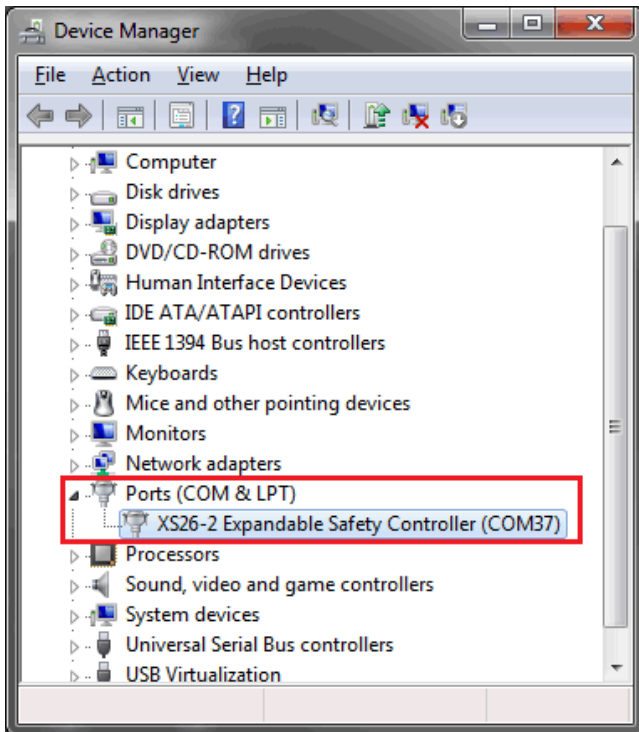 Device Manager
File Action View Help
Computer
Disk drives
Display adapters
DVD/CD-ROM drives
Human Interface Devices
IDE ATA/ATAPI controllers
IEEE 1394 Bus host controllers
Keyboards
Mice and other pointing devices
Monitors
Network adapters
Ports (COM & LPT)
XS26-2 Expandable Safety Controller (COM37)
Processors
Sound, video and game controllers
System devices
Universal Serial Bus controllers
USB Virtualization